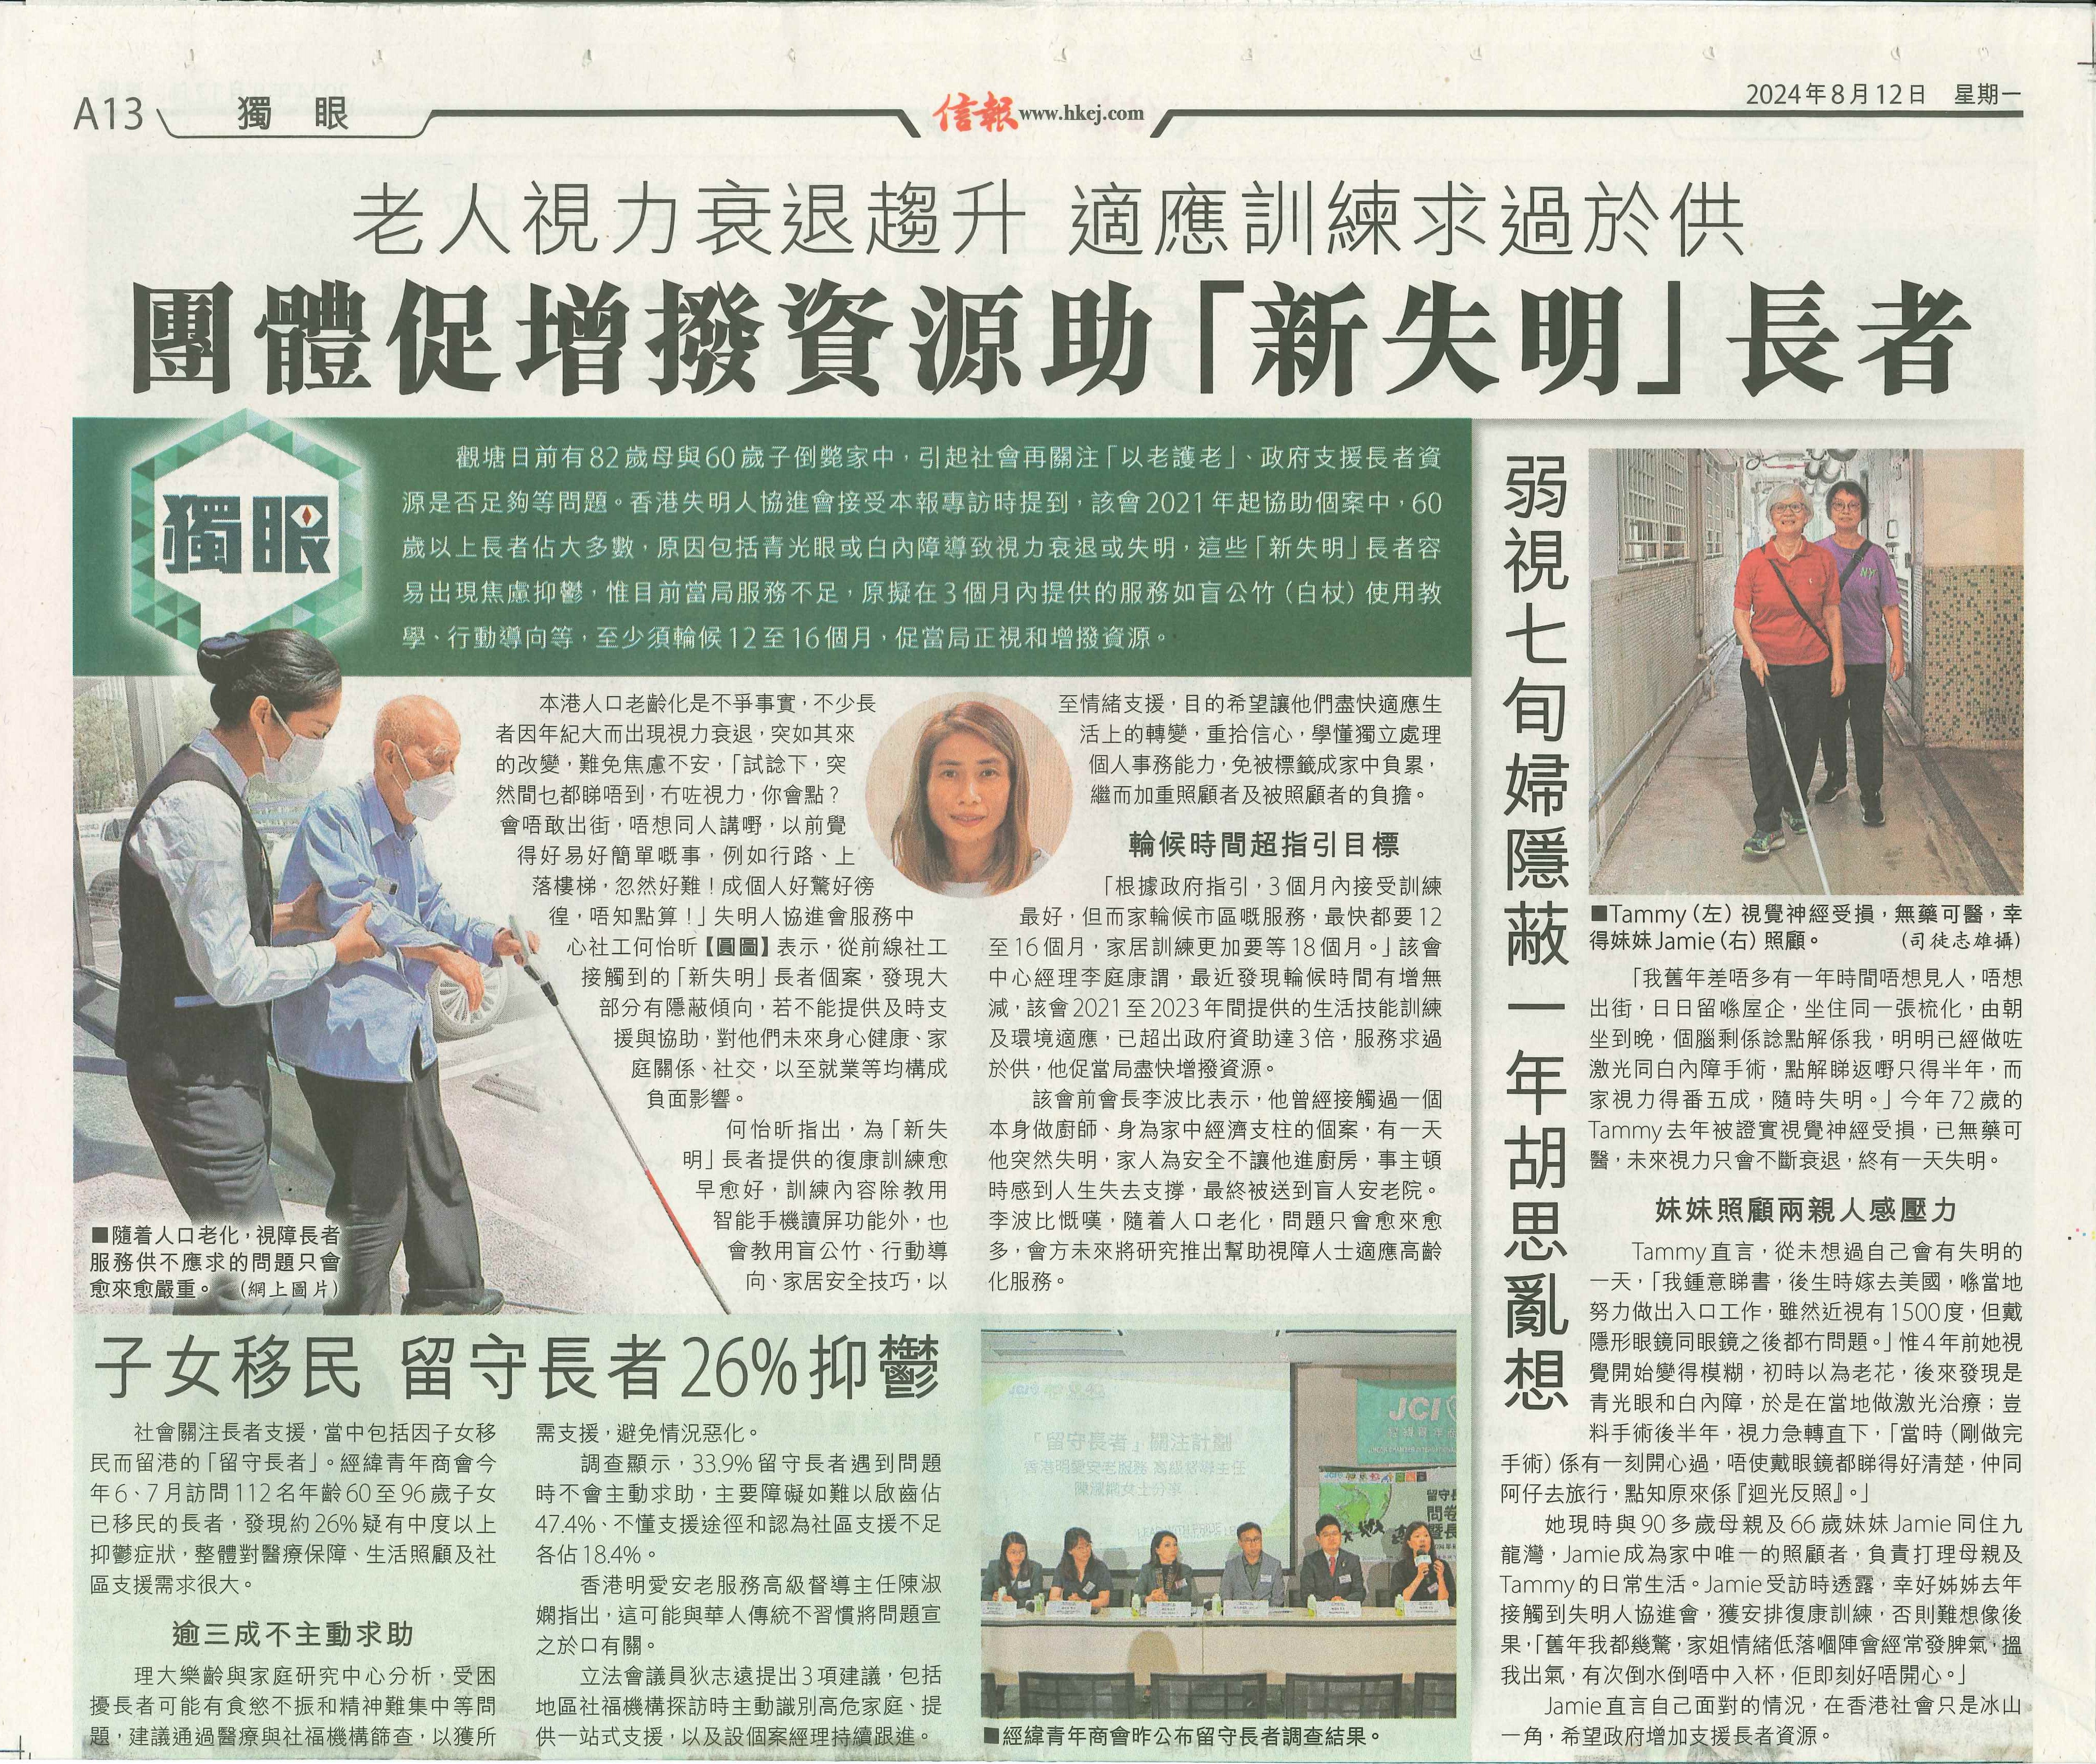 A13 獨眼
信報 www.hkej.com
2024年8月12日 星期一
老人視力衰退趨升 適應訓練求過於供
團體促增撥資源助「新失明」長者
獨眼
觀塘日前有82歲母與60歲子倒斃家中，引起社會再關注「以老護老」、政府支援長者資
源是否足夠等問題。香港失明人協進會接受本報專訪時提到，該會2021年起協助個案中，60
歲以上長者佔大多數，原因包括青光眼或白內障導致視力衰退或失明，這些「新失明」長者容
易出現焦慮抑鬱，惟目前當局服務不足，原擬在3個月內提供的服務如盲公竹（白杖）使用教
學、行動導向等，至少須輪候12至16個月，促當局正視和增撥資源。
本港人口老齡化是不爭事實，不少長
者因年紀大而出現視力衰退，突如其來
的改變，難免焦慮不安，「試諗下，突
然間乜都睇唔到，冇咗視力，你會點？
會唔敢出街，唔想同人講嘢，以前覺
得好易好簡單嘅事，例如行路、上
落樓梯，忽然好難！成個人好驚好徬
徨，唔知點算！」失明人協進會服務中
心社工何怡昕【圓圖】表示，從前線社工
接觸到的「新失明」長者個案，發現大
部分有隱蔽傾向，若不能提供及時支
援與協助，對他們未來身心健康、家
庭關係、社交，以至就業等均構成
負面影響。
何怡昕指出，為「新失
明」長者提供的復康訓練愈
早愈好，訓練內容除教用
智能手機讀屏功能外，也
會教用盲公竹、行動導
向、家居安全技巧，以
■隨着人口老化，視障長者
服務供不應求的問題只會
愈來愈嚴重。 （網上圖片）
至情緒支援，目的希望讓他們盡快適應生
活上的轉變，重拾信心，學懂獨立處理
個人事務能力，免被標籤成家中負累，
繼而加重照顧者及被照顧者的負擔。
輪候時間超指引目標
「根據政府指引，3個月內接受訓練
最好，但而家輪候市區嘅服務，最快都要12
至16個月，家居訓練更加要等18個月。」該會
中心經理李庭康謂，最近發現輪候時間有增無
減，該會2021至2023年間提供的生活技能訓練
及環境適應，已超出政府資助達3倍，服務求過
於供，他促當局盡快增撥資源。
該會前會長李波比表示，他曾經接觸過一個
本身做廚師、身為家中經濟支柱的個案，有一天
他突然失明，家人為安全不讓他進廚房，事主頓
時感到人生失去支撐，最終被送到盲人安老院。
李波比慨嘆，隨着人口老化，問題只會愈來愈
多，會方未來將研究推出幫助視障人士適應高齡
化服務。
弱視七旬婦隱蔽一年胡思亂想
■Tammy（左）視覺神經受損，無藥可醫，幸
得妹妹Jamie（右）照顧。 （司徒志雄攝）
「我舊年差唔多有一年時間唔想見人，唔想
出街，日日留喺屋企，坐住同一張梳化，由朝
坐到晚，個腦剩係諗點解係我，明明已經做咗
激光同白內障手術，點解睇返嘢只得半年，而
家視力得番五成，隨時失明。」今年72歲的
Tammy去年被證實視覺神經受損，已無藥可
醫，未來視力只會不斷衰退，終有一天失明。
妹妹照顧兩親人感壓力
Tammy直言，從未想過自己會有失明的
一天，「我鍾意睇書，後生時嫁去美國，喺當地
努力做出入口工作，雖然近視有1500度，但戴
隱形眼鏡同眼鏡之後都冇問題。」惟4年前她視
覺開始變得模糊，初時以為老花，後來發現是
青光眼和白內障，於是在當地做激光治療；豈
料手術後半年，視力急轉直下，「當時（剛做完
手術）係有一刻開心過，唔使戴眼鏡都睇得好清楚，仲同
阿仔去旅行，點知原來係『迴光反照』。」
她現時與90多歲母親及66歲妹妹Jamie同住九
龍灣，Jamie成為家中唯一的照顧者，負責打理母親及
Tammy的日常生活。Jamie受訪時透露，幸好姊姊去年
接觸到失明人協進會，獲安排復康訓練，否則難想像後
果，「舊年我都幾驚，家姐情緒低落嗰陣會經常發脾氣，搵
我出氣，有次倒水倒唔中入杯，佢即刻好唔開心。」
Jamie直言自己面對的情況，在香港社會只是冰山
一角，希望政府增加支援長者資源。
子女移民 留守長者26%抑鬱
社會關注長者支援，當中包括因子女移
民而留港的「留守長者」。經緯青年商會今
年6、7月訪問112名年齡60至96歲子女
已移民的長者，發現約26%疑有中度以上
抑鬱症狀，整體對醫療保障、生活照顧及社
區支援需求很大。
逾三成不主動求助
理大樂齡與家庭研究中心分析，受困
擾長者可能有食慾不振和精神難集中等問
題，建議通過醫療與社福機構篩查，以獲所
需支援，避免情況惡化。
調查顯示，33.9%留守長者遇到問題
時不會主動求助，主要障礙如難以啟齒佔
47.4%、不懂支援途徑和認為社區支援不足
各佔18.4%。
香港明愛安老服務高級督導主任陳淑
嫻指出，這可能與華人傳統不習慣將問題宣
之於口有關。
立法會議員狄志遠提出3項建議，包括
地區社福機構探訪時主動識別高危家庭、提
供一站式支援，以及設個案經理持續跟進。
「留守長者」關注計劃
香港明愛安老服務 高級督導主任
JCI
■經緯青年商會昨公布留守長者調查結果。